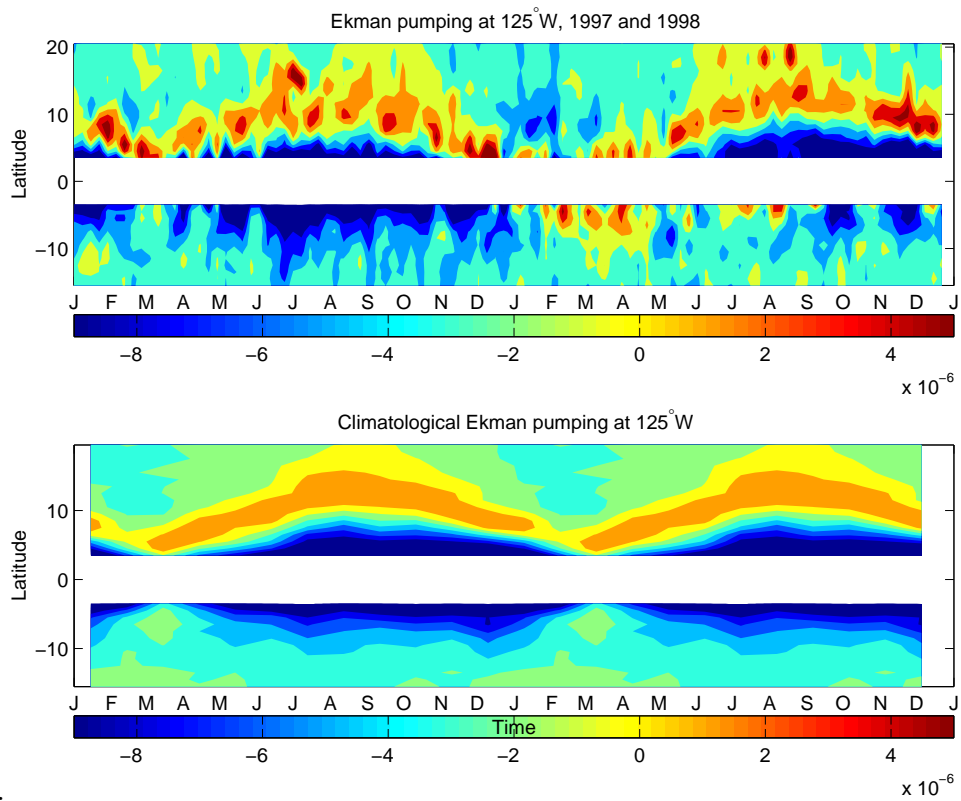 Ekman pumping at 125°W, 1997 and 1998
20
10
0
−10
Latitude
J F M A M J J A S O N D J F M A M J J A S O N D J
−8 −6 −4 −2 0 2 4
x 10⁻⁶
Climatological Ekman pumping at 125°W
10
0
−10
Latitude
J F M A M J J A S O N D J F M A M J J A S O N D J
Time
−8 −6 −4 −2 0 2 4
x 10⁻⁶
.